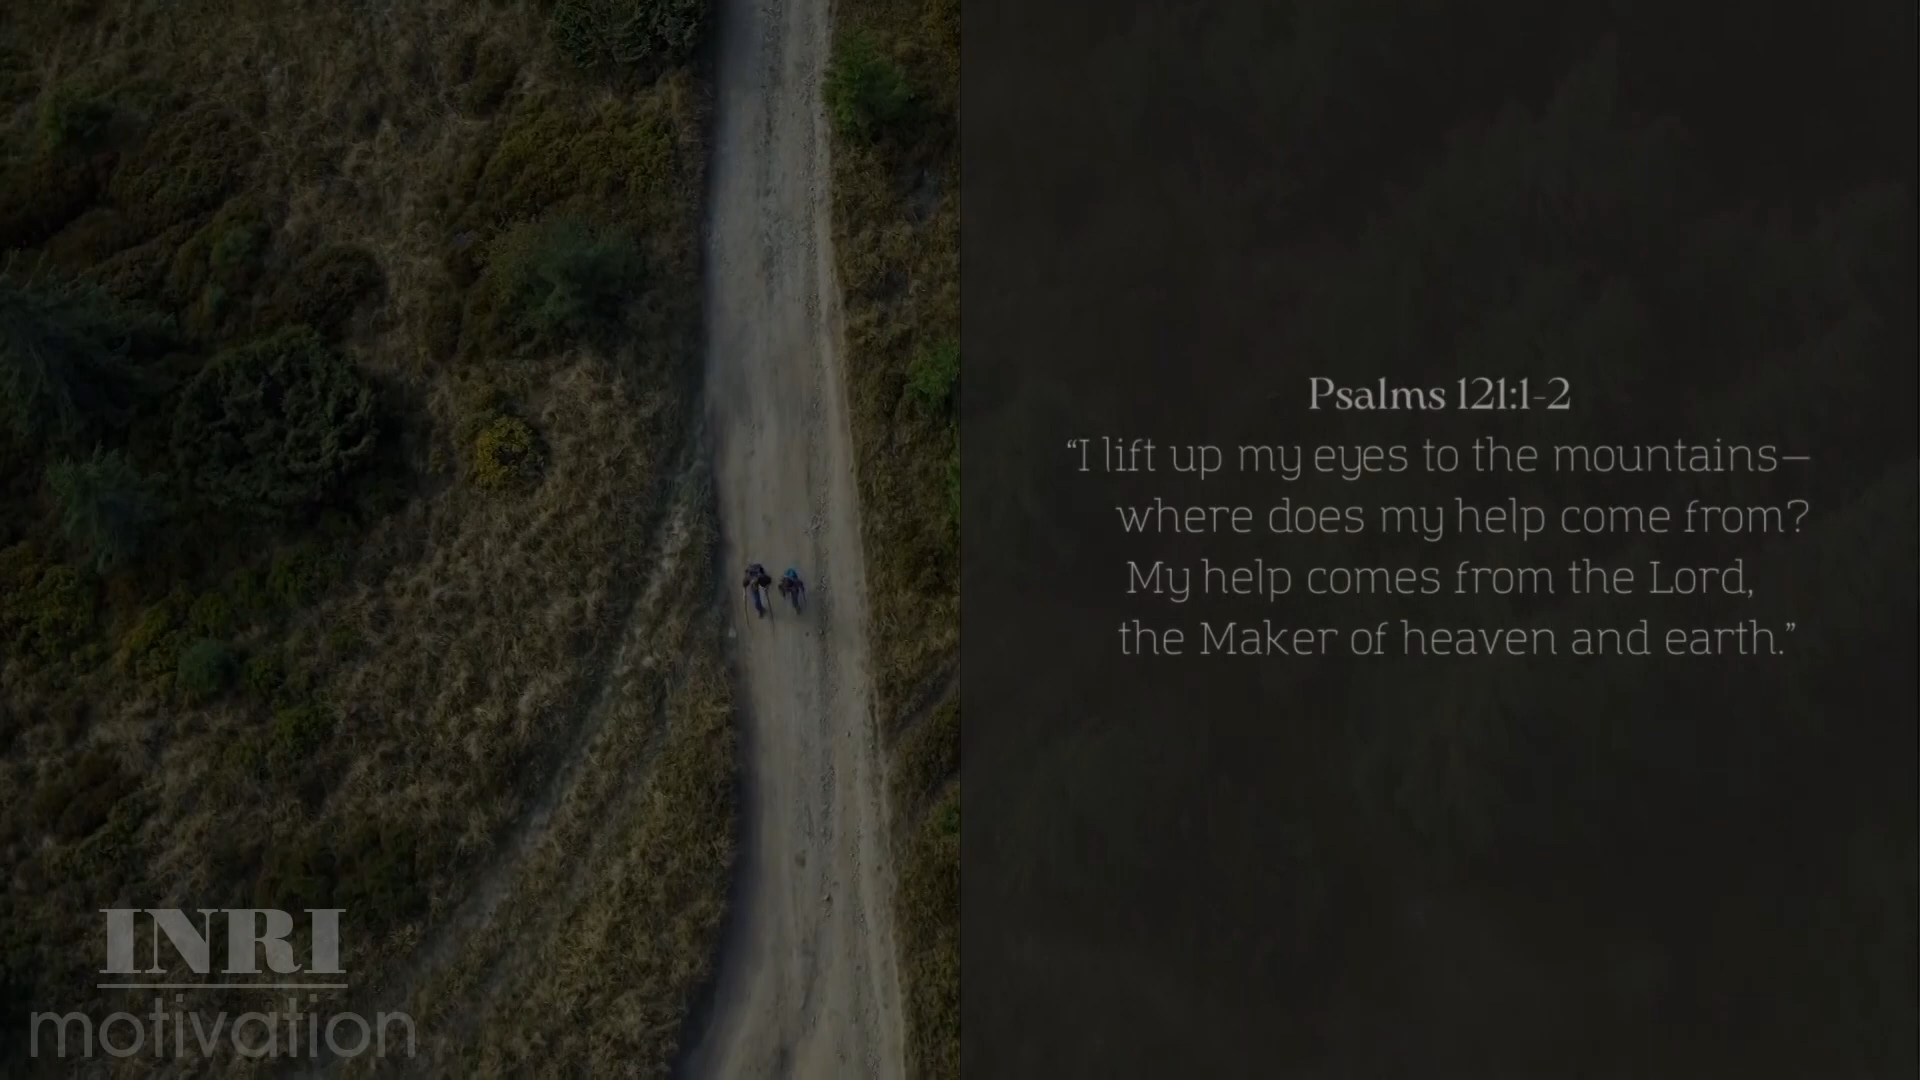 Psalms 121:1-2
“I lift up my eyes to the mountains—
where does my help come from?
My help comes from the Lord,
the Maker of heaven and earth.”
INRI
motivation